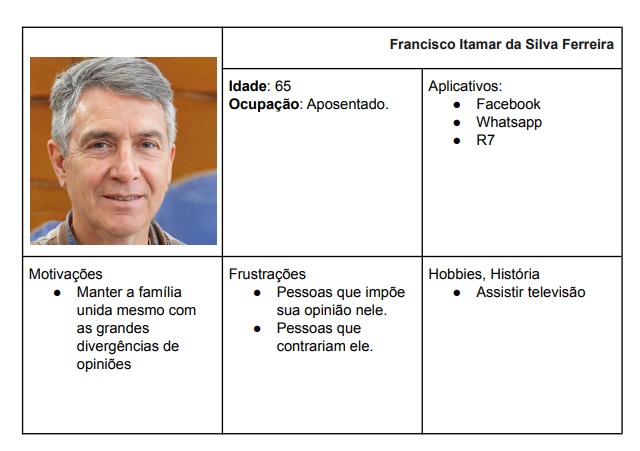 Francisco Itamar da Silva Ferreira
Idade: 65
Ocupação: Aposentado.
Aplicativos:
● Facebook
● Whatsapp
● R7
Motivações
● Manter a família
unida mesmo com
as grandes
divergências de
opiniões
Frustrações
● Pessoas que impõe
sua opinião nele.
● Pessoas que
contrariam ele.
Hobbies, História
● Assistir televisão